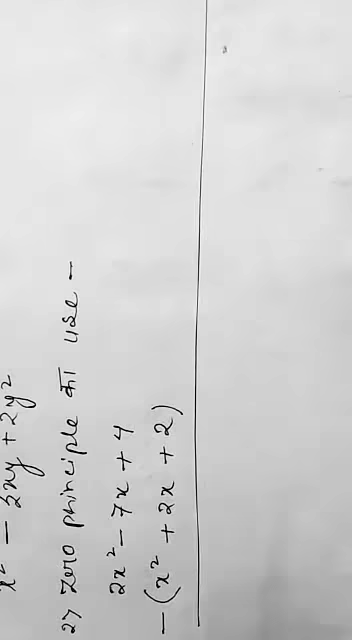 x² - 3xy + 2y²
2> Zero principle का use -
2x² - 7x + 4
-(x² + 2x + 2)